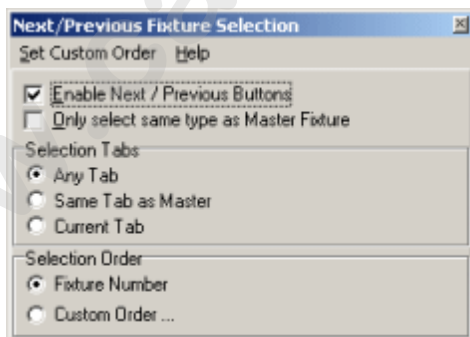 Next/Previous Fixture Selection
Set Custom Order Help
Enable Next / Previous Buttons
Only select same type as Master Fixture
Selection Tabs
Any Tab
Same Tab as Master
Current Tab
Selection Order
Fixture Number
Custom Order ...